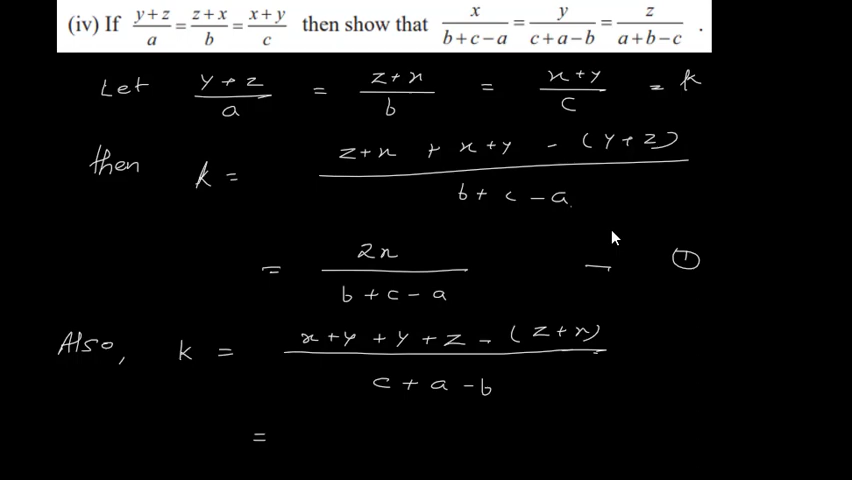 (iv) If (y+z)/a = (z+x)/b = (x+y)/c then show that x/(b+c−a) = y/(c+a−b) = z/(a+b−c) .
Let (y+z)/a = (z+x)/b = (x+y)/c = k
then k = (z+x + x+y - (y+z))/(b+c-a)
= 2x/(b+c-a) — ①
Also, k = (x+y+y+z-(z+x))/(c+a-b)
=